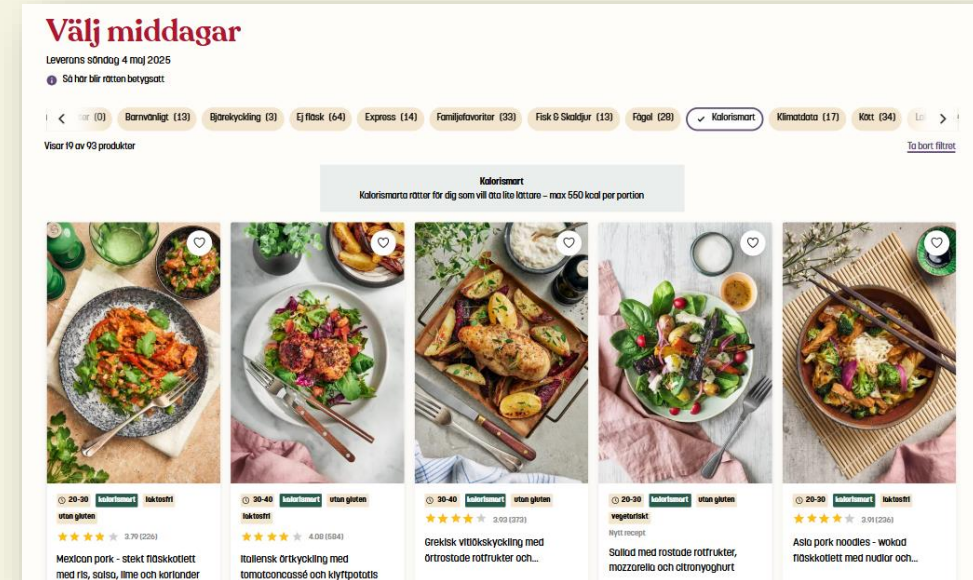 Välj middagar
Leverans söndag 4 maj 2025
Så här blir rätten betygsatt
(0) Barnvänligt (13) Bjärekyckling (3) Ej fläsk (64) Express (14) Familjefavoriter (33) Fisk & Skaldjur (13) Fågel (28) Kalorismart Klimatdata (17) Kött (34)
Visar 19 av 93 produkter
Ta bort filtret
Kalorismart
Kalorismarta rätter för dig som vill äta lite lättare – max 550 kcal per portion
20-30 kalorismart laktosfri
utan gluten
3.79 (226)
Mexican pork - stekt fläskkotlett
med ris, salsa, lime och koriander
30-40 kalorismart utan gluten
laktosfri
4.08 (584)
Italiensk örtkyckling med
tomatconcassé och klyftpotatis
30-40 kalorismart utan gluten
3.93 (373)
Grekisk vitlökskyckling med
örtrostade rotfrukter och...
20-30 kalorismart utan gluten
vegetariskt
Nytt recept
Sallad med rostade rotfrukter,
mozzarella och citronyoghurt
20-30 kalorismart laktosfri
3.91 (236)
Asia pork noodles - wokad
fläskkotlett med nudlar och...